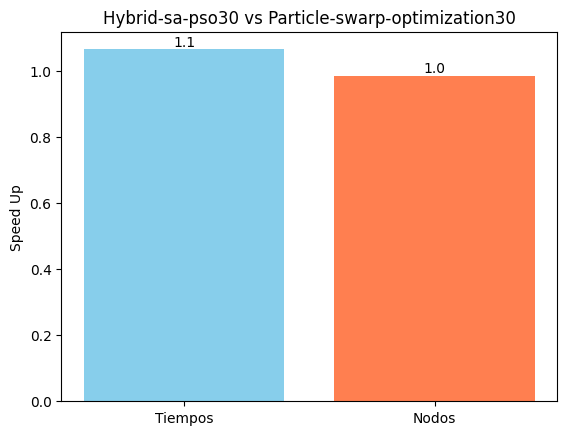 Hybrid-sa-pso30 vs Particle-swarp-optimization30
1.1
1.0
1.0
0.8
0.6
0.4
0.2
0.0
Speed Up
Tiempos
Nodos